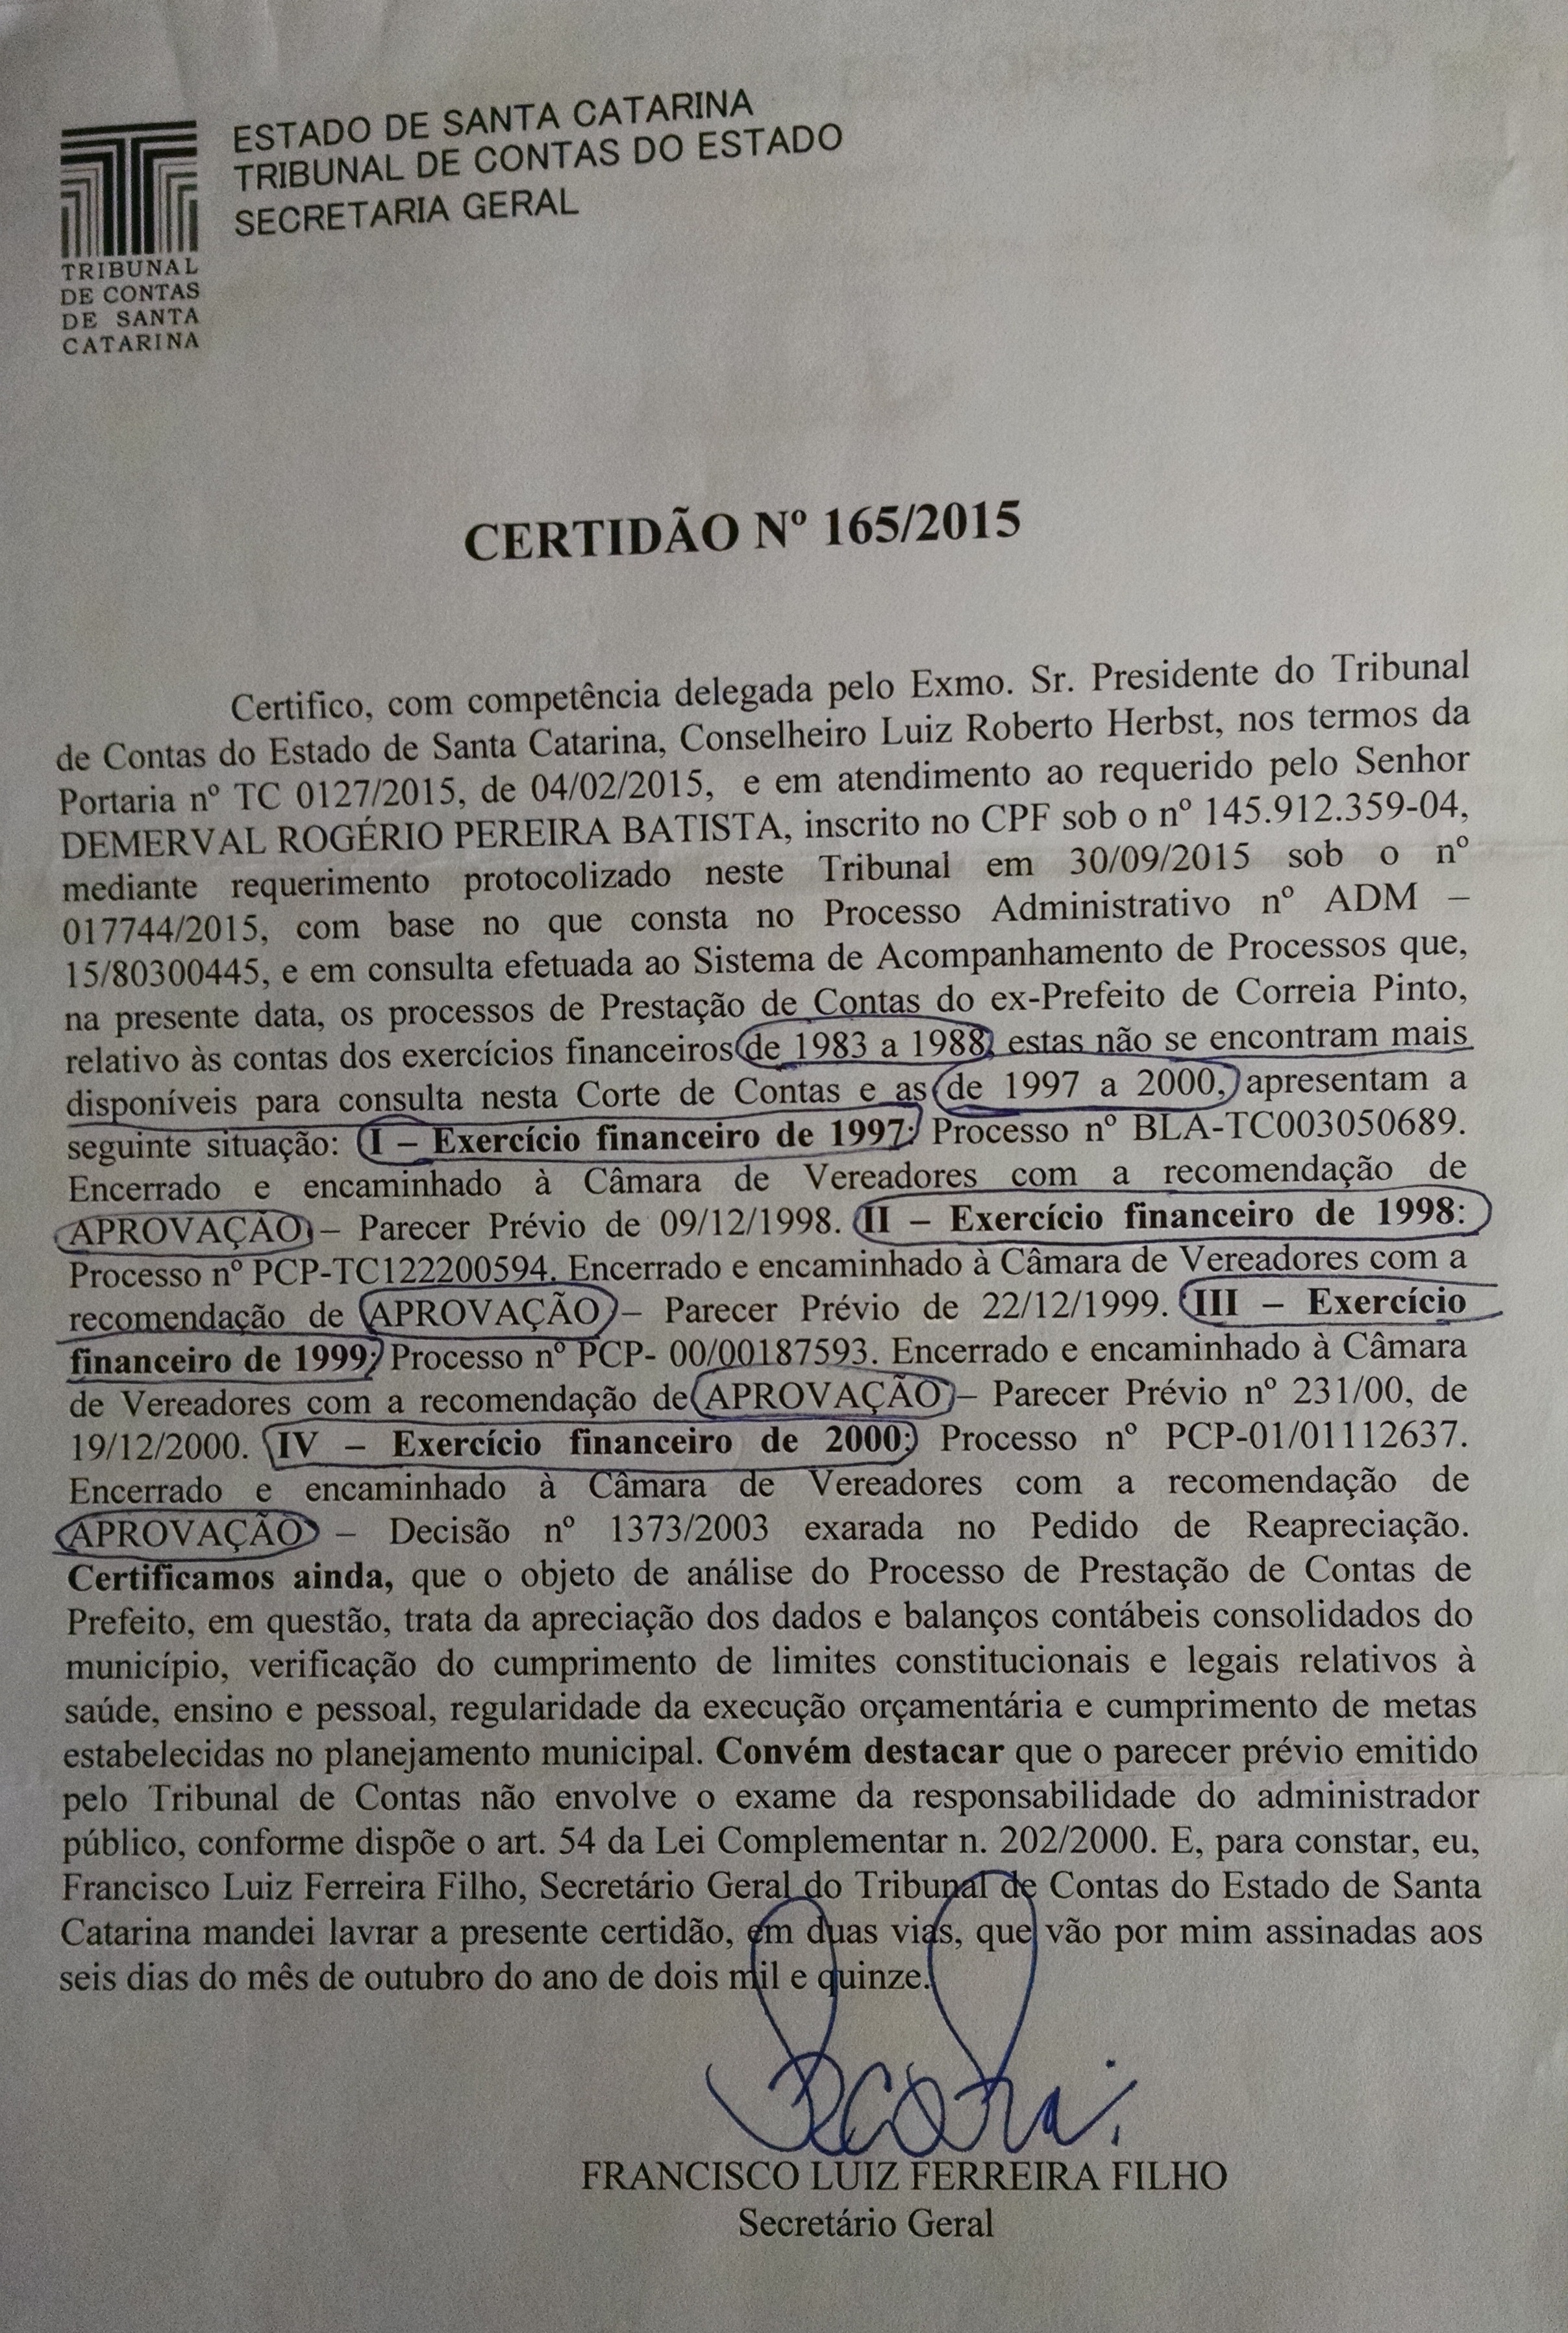 ESTADO DE SANTA CATARINA
TRIBUNAL DE CONTAS DO ESTADO
SECRETARIA GERAL
TRIBUNAL
DE CONTAS
DE SANTA
CATARINA
CERTIDÃO Nº 165/2015
Certifico, com competência delegada pelo Exmo. Sr. Presidente do Tribunal
de Contas do Estado de Santa Catarina, Conselheiro Luiz Roberto Herbst, nos termos da
Portaria nº TC 0127/2015, de 04/02/2015, e em atendimento ao requerido pelo Senhor
DEMERVAL ROGÉRIO PEREIRA BATISTA, inscrito no CPF sob o nº 145.912.359-04,
mediante requerimento protocolizado neste Tribunal em 30/09/2015 sob o nº
017744/2015, com base no que consta no Processo Administrativo nº ADM –
15/80300445, e em consulta efetuada ao Sistema de Acompanhamento de Processos que,
na presente data, os processos de Prestação de Contas do ex-Prefeito de Correia Pinto,
relativo às contas dos exercícios financeiros de 1983 a 1988, estas não se encontram mais
disponíveis para consulta nesta Corte de Contas e as de 1997 a 2000, apresentam a
seguinte situação: I – Exercício financeiro de 1997: Processo nº BLA-TC003050689.
Encerrado e encaminhado à Câmara de Vereadores com a recomendação de
APROVAÇÃO – Parecer Prévio de 09/12/1998. II – Exercício financeiro de 1998:
Processo nº PCP-TC122200594. Encerrado e encaminhado à Câmara de Vereadores com a
recomendação de APROVAÇÃO – Parecer Prévio de 22/12/1999. III – Exercício
financeiro de 1999: Processo nº PCP- 00/00187593. Encerrado e encaminhado à Câmara
de Vereadores com a recomendação de APROVAÇÃO – Parecer Prévio nº 231/00, de
19/12/2000. IV – Exercício financeiro de 2000: Processo nº PCP-01/01112637.
Encerrado e encaminhado à Câmara de Vereadores com a recomendação de
APROVAÇÃO – Decisão nº 1373/2003 exarada no Pedido de Reapreciação.
Certificamos ainda, que o objeto de análise do Processo de Prestação de Contas de
Prefeito, em questão, trata da apreciação dos dados e balanços contábeis consolidados do
município, verificação do cumprimento de limites constitucionais e legais relativos à
saúde, ensino e pessoal, regularidade da execução orçamentária e cumprimento de metas
estabelecidas no planejamento municipal. Convém destacar que o parecer prévio emitido
pelo Tribunal de Contas não envolve o exame da responsabilidade do administrador
público, conforme dispõe o art. 54 da Lei Complementar n. 202/2000. E, para constar, eu,
Francisco Luiz Ferreira Filho, Secretário Geral do Tribunal de Contas do Estado de Santa
Catarina mandei lavrar a presente certidão, em duas vias, que vão por mim assinadas aos
seis dias do mês de outubro do ano de dois mil e quinze.
FRANCISCO LUIZ FERREIRA FILHO
Secretário Geral